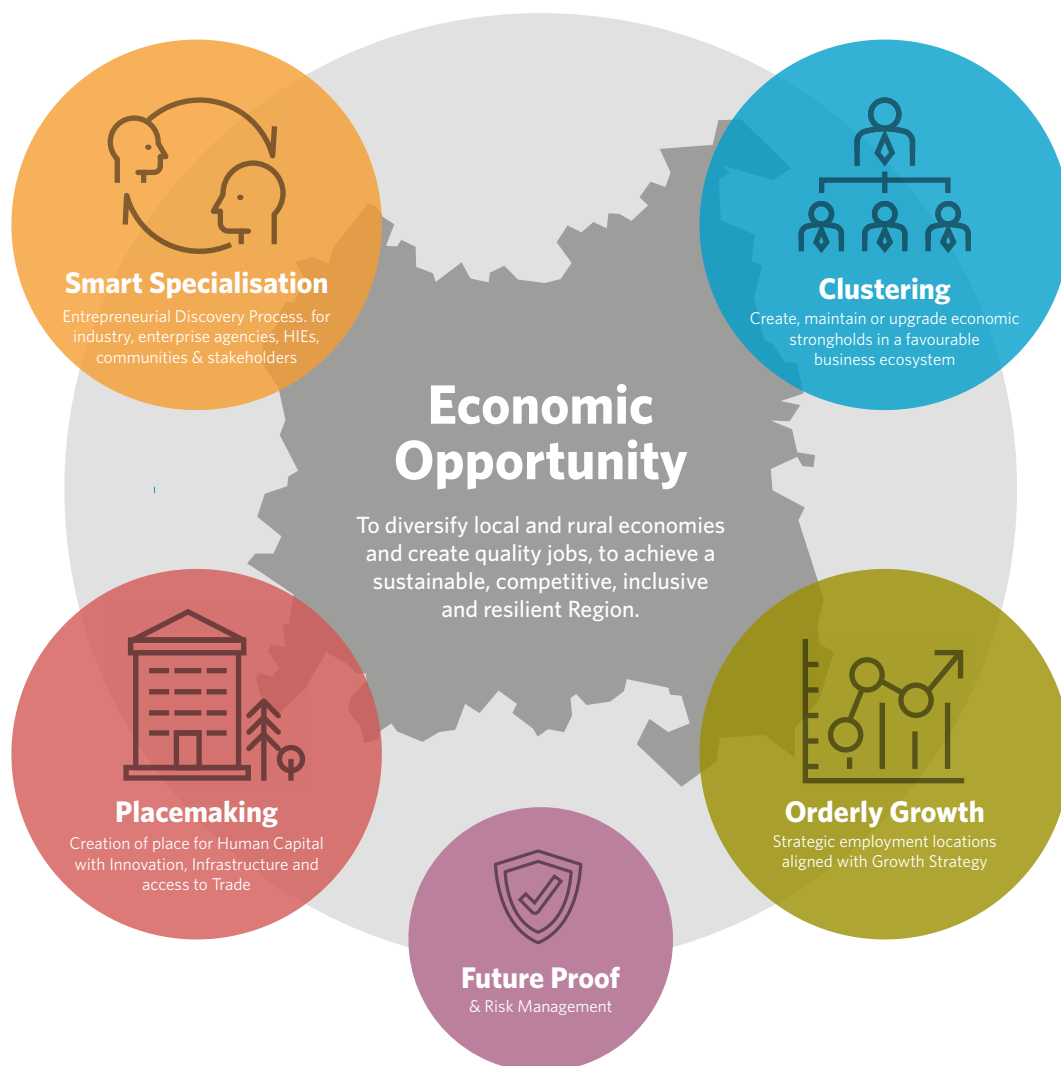 Smart Specialisation
Entrepreneurial Discovery Process. for
industry, enterprise agencies, HIEs,
communities & stakeholders
Clustering
Create, maintain or upgrade economic
strongholds in a favourable
business ecosystem
Economic
Opportunity
To diversify local and rural economies
and create quality jobs, to achieve a
sustainable, competitive, inclusive
and resilient Region.
Placemaking
Creation of place for Human Capital
with Innovation, Infrastructure and
access to Trade
Orderly Growth
Strategic employment locations
aligned with Growth Strategy
Future Proof
& Risk Management